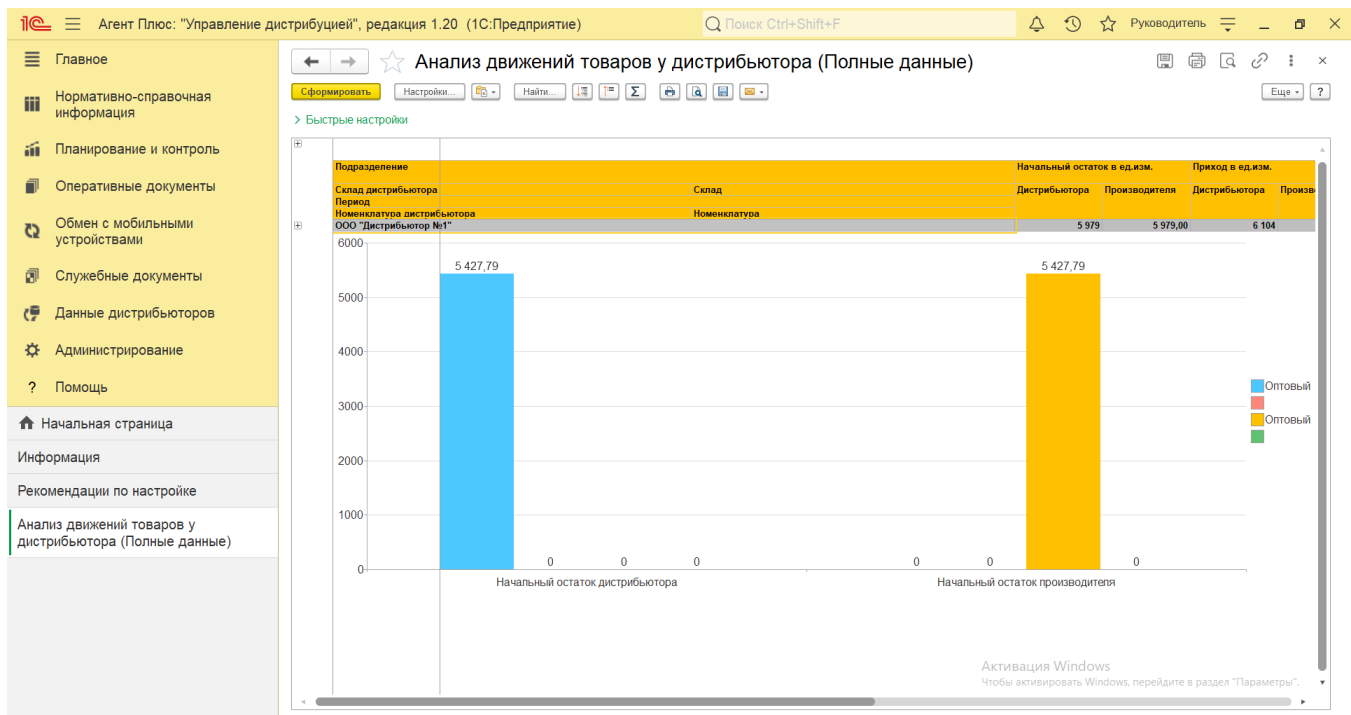 1С Агент Плюс: "Управление дистрибуцией", редакция 1.20 (1С:Предприятие) Поиск Ctrl+Shift+F Руководитель
Главное
Нормативно-справочная
информация
Планирование и контроль
Оперативные документы
Обмен с мобильными
устройствами
Служебные документы
Данные дистрибьюторов
Администрирование
? Помощь
Начальная страница
Информация
Рекомендации по настройке
Анализ движений товаров у
дистрибьютора (Полные данные)
Анализ движений товаров у дистрибьютора (Полные данные)
Сформировать Настройки... Найти... Σ Еще ?
Быстрые настройки
Подразделение Начальный остаток в ед.изм. Приход в ед.изм.
Склад дистрибьютора Склад Дистрибьютора Производителя Дистрибьютора Произв
Период
Номенклатура дистрибьютора Номенклатура
ООО "Дистрибьютор №1" 5 979 5 979,00 6 104
6000
5 427,79 5 427,79
5000
4000
3000
2000
1000
0
0 0 0 0 0 0
Начальный остаток дистрибьютора Начальный остаток производителя
Оптовый
Оптовый
Активация Windows
Чтобы активировать Windows, перейдите в раздел "Параметры".